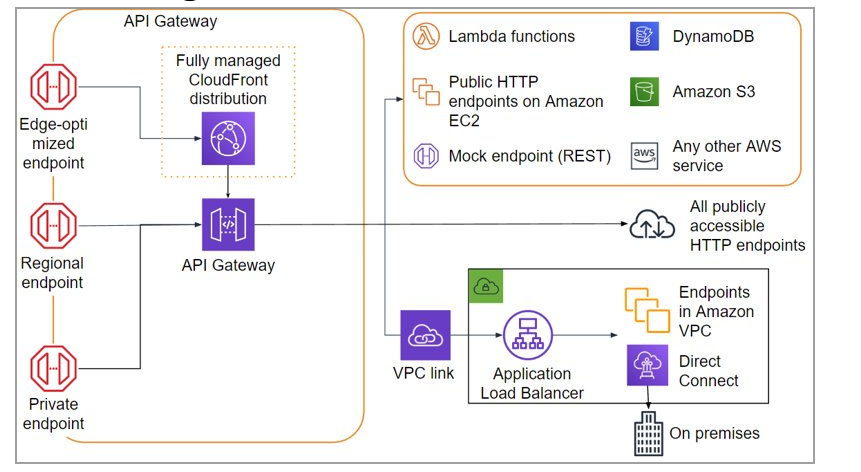 API Gateway
Fully managed
CloudFront
distribution
Edge-opti
mized
endpoint
Regional
endpoint
API Gateway
Private
endpoint
Lambda functions
DynamoDB
Public HTTP
endpoints on Amazon
EC2
Amazon S3
Mock endpoint (REST)
aws
Any other AWS
service
All publicly
accessible
HTTP endpoints
VPC link
Application
Load Balancer
Endpoints
in Amazon
VPC
Direct
Connect
On premises